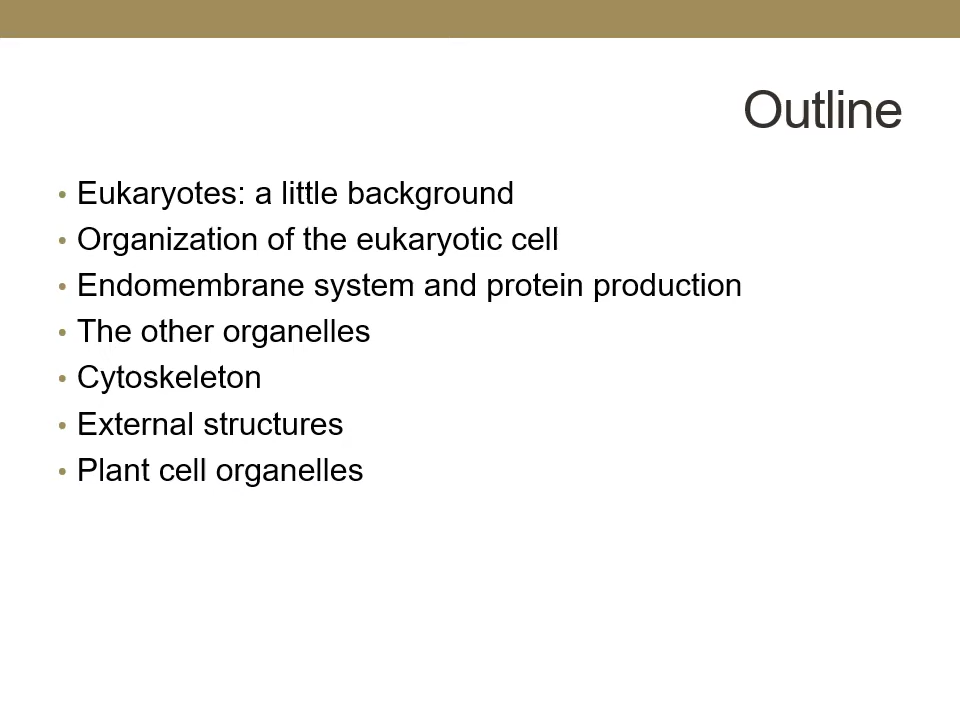 Outline
• Eukaryotes: a little background
• Organization of the eukaryotic cell
• Endomembrane system and protein production
• The other organelles
• Cytoskeleton
• External structures
• Plant cell organelles